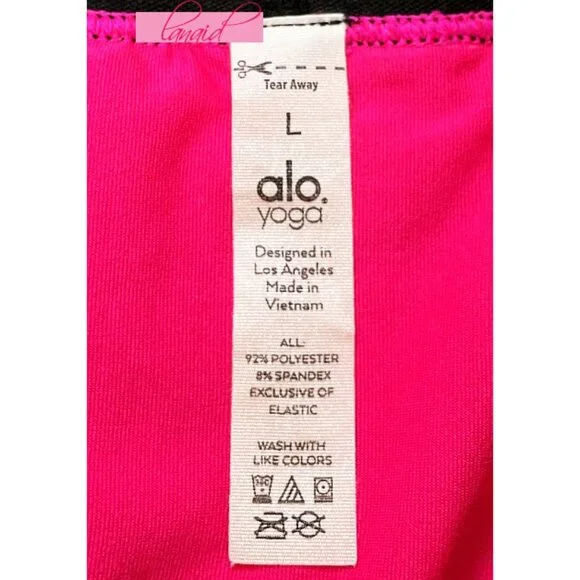 lanaid
Tear Away
L
alo.
yoga
Designed in
Los Angeles
Made in
Vietnam
ALL:
92% POLYESTER
8% SPANDEX
EXCLUSIVE OF
ELASTIC
WASH WITH
LIKE COLORS